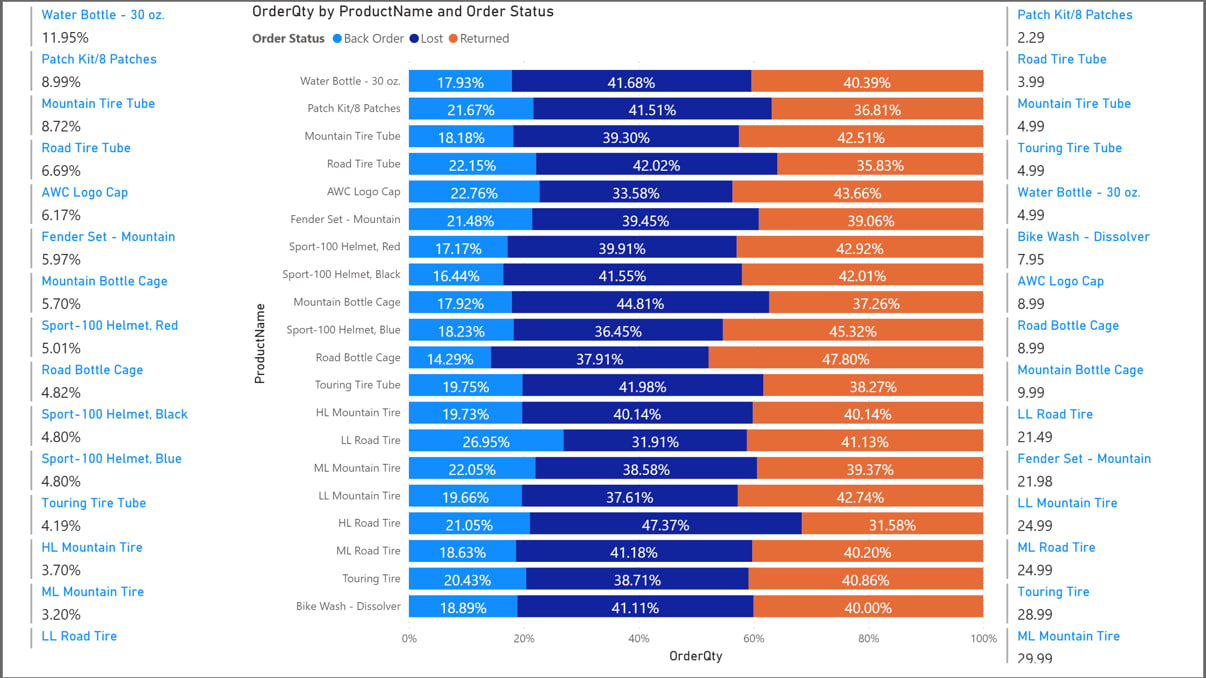 Water Bottle - 30 oz.
11.95%
Patch Kit/8 Patches
8.99%
Mountain Tire Tube
8.72%
Road Tire Tube
6.69%
AWC Logo Cap
6.17%
Fender Set - Mountain
5.97%
Mountain Bottle Cage
5.70%
Sport-100 Helmet, Red
5.01%
Road Bottle Cage
4.82%
Sport-100 Helmet, Black
4.80%
Sport-100 Helmet, Blue
4.80%
Touring Tire Tube
4.19%
HL Mountain Tire
3.70%
ML Mountain Tire
3.20%
LL Road Tire
OrderQty by ProductName and Order Status
Order Status Back Order Lost Returned
ProductName
Water Bottle - 30 oz. 17.93% 41.68% 40.39%
Patch Kit/8 Patches 21.67% 41.51% 36.81%
Mountain Tire Tube 18.18% 39.30% 42.51%
Road Tire Tube 22.15% 42.02% 35.83%
AWC Logo Cap 22.76% 33.58% 43.66%
Fender Set - Mountain 21.48% 39.45% 39.06%
Sport-100 Helmet, Red 17.17% 39.91% 42.92%
Sport-100 Helmet, Black 16.44% 41.55% 42.01%
Mountain Bottle Cage 17.92% 44.81% 37.26%
Sport-100 Helmet, Blue 18.23% 36.45% 45.32%
Road Bottle Cage 14.29% 37.91% 47.80%
Touring Tire Tube 19.75% 41.98% 38.27%
HL Mountain Tire 19.73% 40.14% 40.14%
LL Road Tire 26.95% 31.91% 41.13%
ML Mountain Tire 22.05% 38.58% 39.37%
LL Mountain Tire 19.66% 37.61% 42.74%
HL Road Tire 21.05% 47.37% 31.58%
ML Road Tire 18.63% 41.18% 40.20%
Touring Tire 20.43% 38.71% 40.86%
Bike Wash - Dissolver 18.89% 41.11% 40.00%
0% 20% 40% 60% 80% 100%
OrderQty
Patch Kit/8 Patches
2.29
Road Tire Tube
3.99
Mountain Tire Tube
4.99
Touring Tire Tube
4.99
Water Bottle - 30 oz.
4.99
Bike Wash - Dissolver
7.95
AWC Logo Cap
8.99
Road Bottle Cage
8.99
Mountain Bottle Cage
9.99
LL Road Tire
21.49
Fender Set - Mountain
21.98
LL Mountain Tire
24.99
ML Road Tire
24.99
Touring Tire
28.99
ML Mountain Tire
29.99